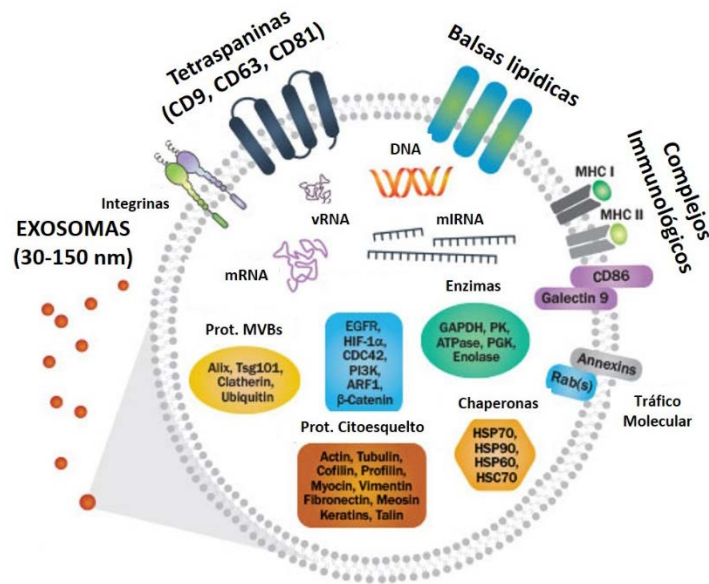 Tetraspaninas
(CD9, CD63, CD81)
Balsas lipídicas
Complejos
Immunológicos
DNA
MHC I
MHC II
Integrinas
vRNA
mIRNA
EXOSOMAS
(30-150 nm)
mRNA
CD86
Galectin 9
Enzimas
Prot. MVBs
EGFR,
HIF-1α,
CDC42,
PI3K,
ARF1,
β-Catenin
GAPDH, PK,
ATPase, PGK,
Enolase
Alix, Tsg101,
Clatherin,
Ubiquitin
Annexins
Rab(s)
Tráfico
Molecular
Chaperonas
Prot. Citoesquelto
HSP70,
HSP90,
HSP60,
HSC70
Actin, Tubulin,
Cofilin, Profilin,
Myocin, Vimentin
Fibronectin, Meosin
Keratins, Talin